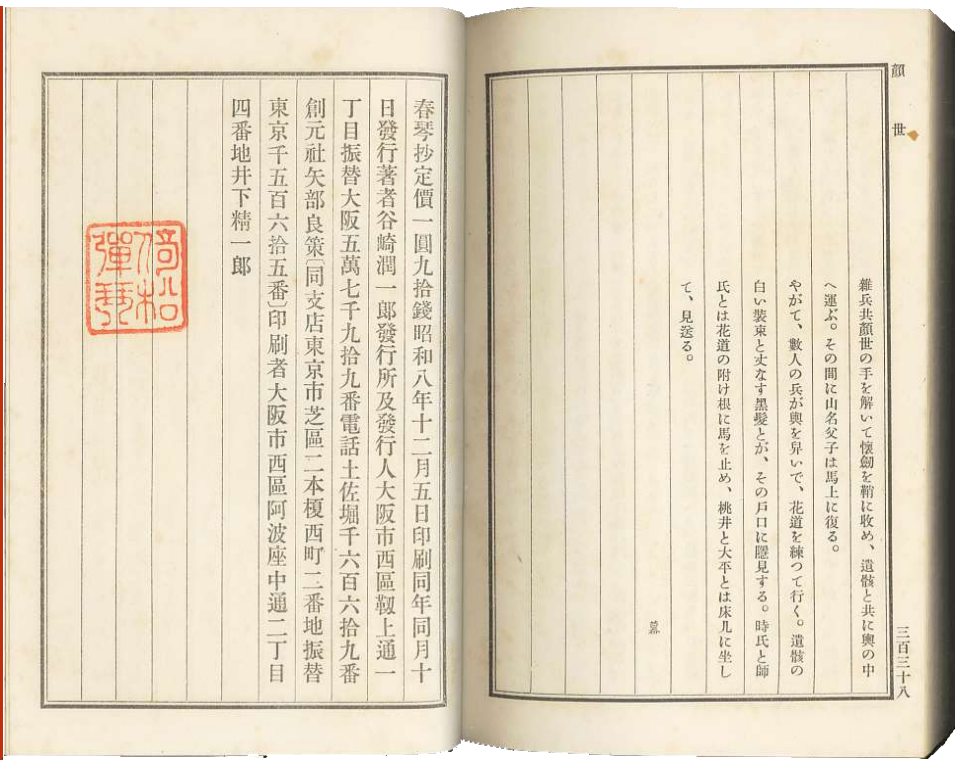 顏世
雜兵共顏世の手を解いて懷劒を鞘に收め、遺骸と共に輿の中
へ運ぶ。その間に山名父子は馬上に復る。
やがて、數人の兵が輿を舁いで、花道を練つて行く。遺骸の
白い裝束と丈なす黑髮とが、その戶口に隱見する。時氏と師
氏とは花道の附け根に馬を止め、桃井と大平とは床几に坐し
て、見送る。
幕
三百三十八
春琴抄定價一圓九拾錢昭和八年十二月五日印刷同年同月十
日發行著者谷崎潤一郎發行所及發行人大阪市西區靱上通一
丁目振替大阪五萬七千九拾九番電話土佐堀千六百六拾九番
創元社矢部良策〔同支店東京市芝區二本榎西町二番地振替
東京千五百六拾五番〕印刷者大阪市西區阿波座中通二丁目
四番地井下精一郎
倚松